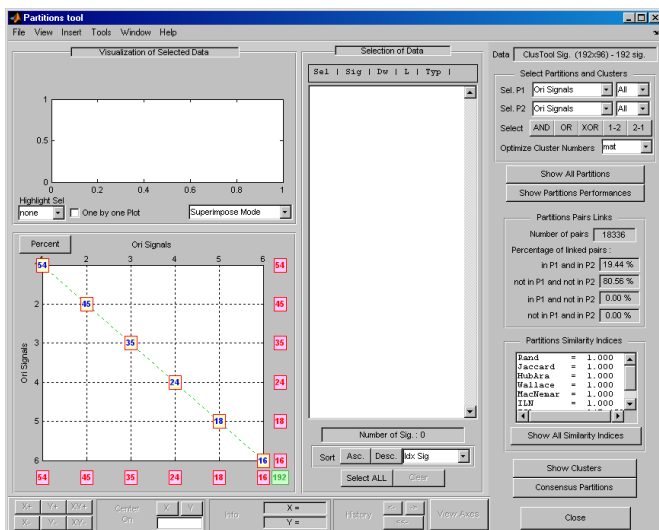 Partitions tool
File View Insert Tools Window Help
Visualization of Selected Data
1
0.5
0
0 0.2 0.4 0.6 0.8 1
Highlight Sel
none One by one Plot Superimpose Mode
Percent Ori Signals
1 2 3 4 5 6
54 54
2 45 45
3 35 35
4 24 24
5 18 18
6 16 16
Ori Signals
54 45 35 24 18 16 192
Selection of Data
Sel | Sig | Dw | L | Typ |
Number of Sig. : 0
Sort Asc. Desc. Idx Sig
Select ALL Clear
Data ClusTool Sig. (192x96) - 192 sig.
Select Partitions and Clusters
Sel. P1 Ori Signals All
Sel. P2 Ori Signals All
Select AND OR XOR 1-2 2-1
Optimize Cluster Numbers mat
Show All Partitions
Show Partitions Performances
Partitions Pairs Links
Number of pairs 18336
Percentage of linked pairs :
in P1 and in P2 19.44 %
not in P1 and not in P2 80.56 %
in P1 and not in P2 0.00 %
not in P1 and in P2 0.00 %
Partitions Similarity Indices
Rand = 1.000
Jaccard = 1.000
HubAra = 1.000
Wallace = 1.000
MacNemar = 1.000
ILN = 1.000
Show All Similarity Indices
Show Clusters
Consensus Partitions
Close
X+ Y+ XY+
X- Y- XY-
Center On X Y
Info X =
Y =
History <- ->
<<-
View Axes